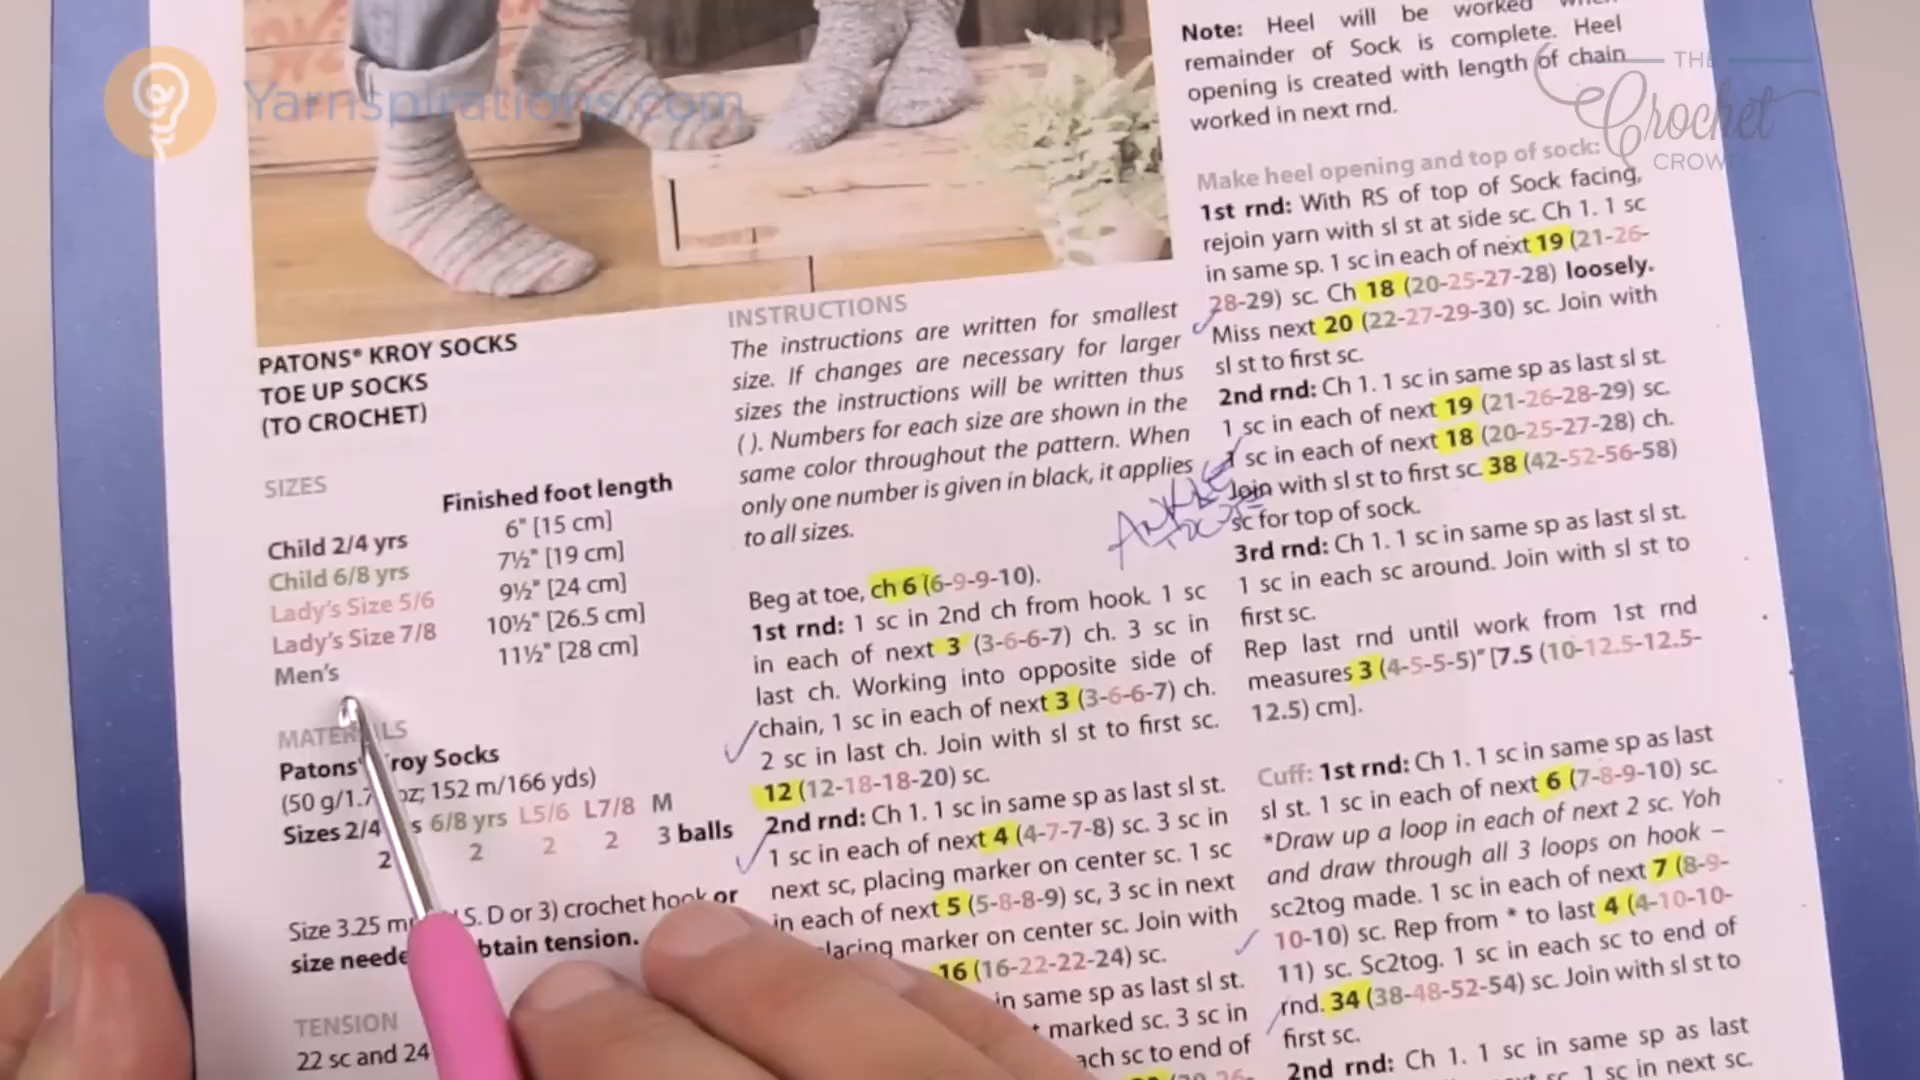 Yarnspirations.com
THE
Crochet
CROWD
PATONS® KROY SOCKS
TOE UP SOCKS
(TO CROCHET)
SIZES
Finished foot length
Child 2/4 yrs 6" [15 cm]
Child 6/8 yrs 7½" [19 cm]
Lady's Size 5/6 9½" [24 cm]
Lady's Size 7/8 10½" [26.5 cm]
Men's 11½" [28 cm]
MATERIALS
Patons® Kroy Socks
(50 g/1.7 oz; 152 m/166 yds)
Sizes 2/4 s 6/8 yrs L5/6 L7/8 M
2 2 2 2 3 balls
Size 3.25 m S. D or 3) crochet hook or
size neede btain tension.
TENSION
22 sc and 24
INSTRUCTIONS
The instructions are written for smallest
size. If changes are necessary for larger
sizes the instructions will be written thus
( ). Numbers for each size are shown in the
same color throughout the pattern. When
only one number is given in black, it applies
to all sizes.
Beg at toe, ch 6 (6-9-9-10).
1st rnd: 1 sc in 2nd ch from hook. 1 sc
in each of next 3 (3-6-6-7) ch. 3 sc in
last ch. Working into opposite side of
chain, 1 sc in each of next 3 (3-6-6-7) ch.
2 sc in last ch. Join with sl st to first sc.
12 (12-18-18-20) sc.
2nd rnd: Ch 1. 1 sc in same sp as last sl st.
1 sc in each of next 4 (4-7-7-8) sc. 3 sc in
next sc, placing marker on center sc. 1 sc
in each of next 5 (5-8-8-9) sc, 3 sc in next
lacing marker on center sc. Join with
16 (16-22-22-24) sc.
in same sp as last sl st.
marked sc. 3 sc in
ach sc to end of
Note: Heel will be worked when
remainder of Sock is complete. Heel
opening is created with length of chain
worked in next rnd.
Make heel opening and top of sock:
1st rnd: With RS of top of Sock facing,
rejoin yarn with sl st at side sc. Ch 1. 1 sc
in same sp. 1 sc in each of next 19 (21-26-
28-29) sc. Ch 18 (20-25-27-28) loosely.
Miss next 20 (22-27-29-30) sc. Join with
sl st to first sc.
2nd rnd: Ch 1. 1 sc in same sp as last sl st.
1 sc in each of next 19 (21-26-28-29) sc.
1 sc in each of next 18 (20-25-27-28) ch.
Join with sl st to first sc. 38 (42-52-56-58)
sc for top of sock.
ANKLE
3rd rnd: Ch 1. 1 sc in same sp as last sl st.
1 sc in each sc around. Join with sl st to
first sc.
Rep last rnd until work from 1st rnd
measures 3 (4-5-5-5)" [7.5 (10-12.5-12.5-
12.5) cm].
Cuff: 1st rnd: Ch 1. 1 sc in same sp as last
sl st. 1 sc in each of next 6 (7-8-9-10) sc.
*Draw up a loop in each of next 2 sc. Yoh
and draw through all 3 loops on hook –
sc2tog made. 1 sc in each of next 7 (8-9-
10-10) sc. Rep from * to last 4 (4-10-10-
11) sc. Sc2tog. 1 sc in each sc to end of
rnd. 34 (38-48-52-54) sc. Join with sl st to
first sc.
2nd rnd: Ch 1. 1 sc in same sp as last
1 sc in next sc.